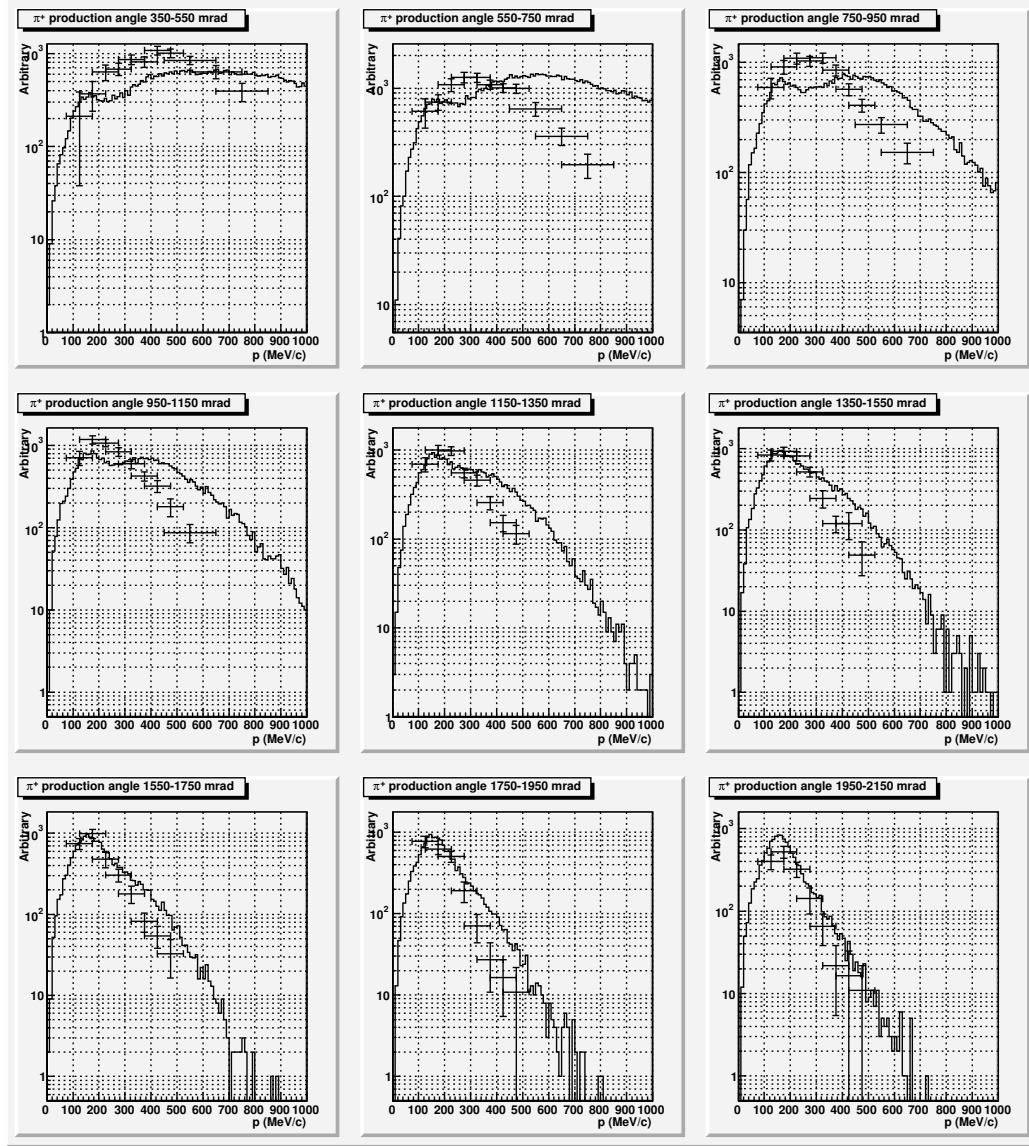 π⁺ production angle 350-550 mrad
Arbitrary
10³
10²
10
1
0 100 200 300 400 500 600 700 800 900 1000
p (MeV/c)
π⁺ production angle 550-750 mrad
Arbitrary
10³
10²
10
0 100 200 300 400 500 600 700 800 900 1000
p (MeV/c)
π⁺ production angle 750-950 mrad
Arbitrary
10³
10²
10
0 100 200 300 400 500 600 700 800 900 1000
p (MeV/c)
π⁺ production angle 950-1150 mrad
Arbitrary
10³
10²
10
1
0 100 200 300 400 500 600 700 800 900 1000
p (MeV/c)
π⁺ production angle 1150-1350 mrad
Arbitrary
10³
10²
10
1
0 100 200 300 400 500 600 700 800 900 1000
p (MeV/c)
π⁺ production angle 1350-1550 mrad
Arbitrary
10³
10²
10
1
0 100 200 300 400 500 600 700 800 900 1000
p (MeV/c)
π⁺ production angle 1550-1750 mrad
Arbitrary
10³
10²
10
1
0 100 200 300 400 500 600 700 800 900 1000
p (MeV/c)
π⁺ production angle 1750-1950 mrad
Arbitrary
10³
10²
10
1
0 100 200 300 400 500 600 700 800 900 1000
p (MeV/c)
π⁺ production angle 1950-2150 mrad
Arbitrary
10³
10²
10
1
0 100 200 300 400 500 600 700 800 900 1000
p (MeV/c)